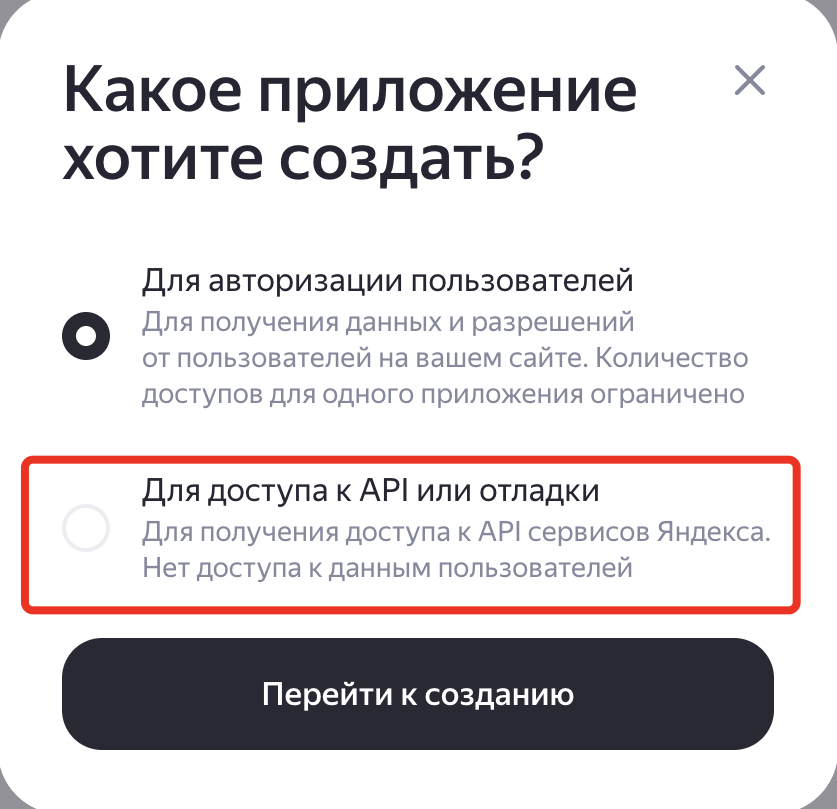 Какое приложение
хотите создать?
Для авторизации пользователей
Для получения данных и разрешений
от пользователей на вашем сайте. Количество
доступов для одного приложения ограничено
Для доступа к API или отладки
Для получения доступа к API сервисов Яндекса.
Нет доступа к данным пользователей
Перейти к созданию